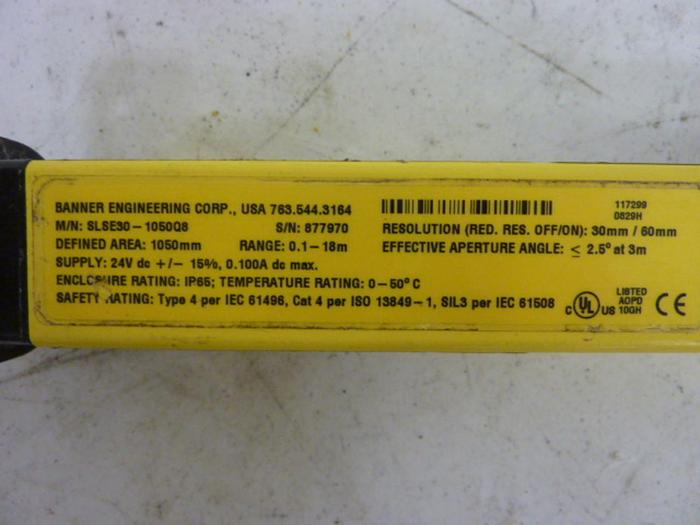 BANNER ENGINEERING CORP., USA 763.544.3164
M/N: SLSE30-1050Q8 S/N: 877970
DEFINED AREA: 1050mm RANGE: 0.1-18m
SUPPLY: 24V dc +/- 15%, 0.100A dc max.
ENCLOSURE RATING: IP65; TEMPERATURE RATING: 0-50°C
SAFETY RATING: Type 4 per IEC 61496, Cat 4 per ISO 13849-1, SIL3 per IEC 61508
117299
0829H
RESOLUTION (RED. RES. OFF/ON): 30mm / 60mm
EFFECTIVE APERTURE ANGLE: ≤ 2.5° at 3m
C UL US
LISTED
AOPD
10GH
CE